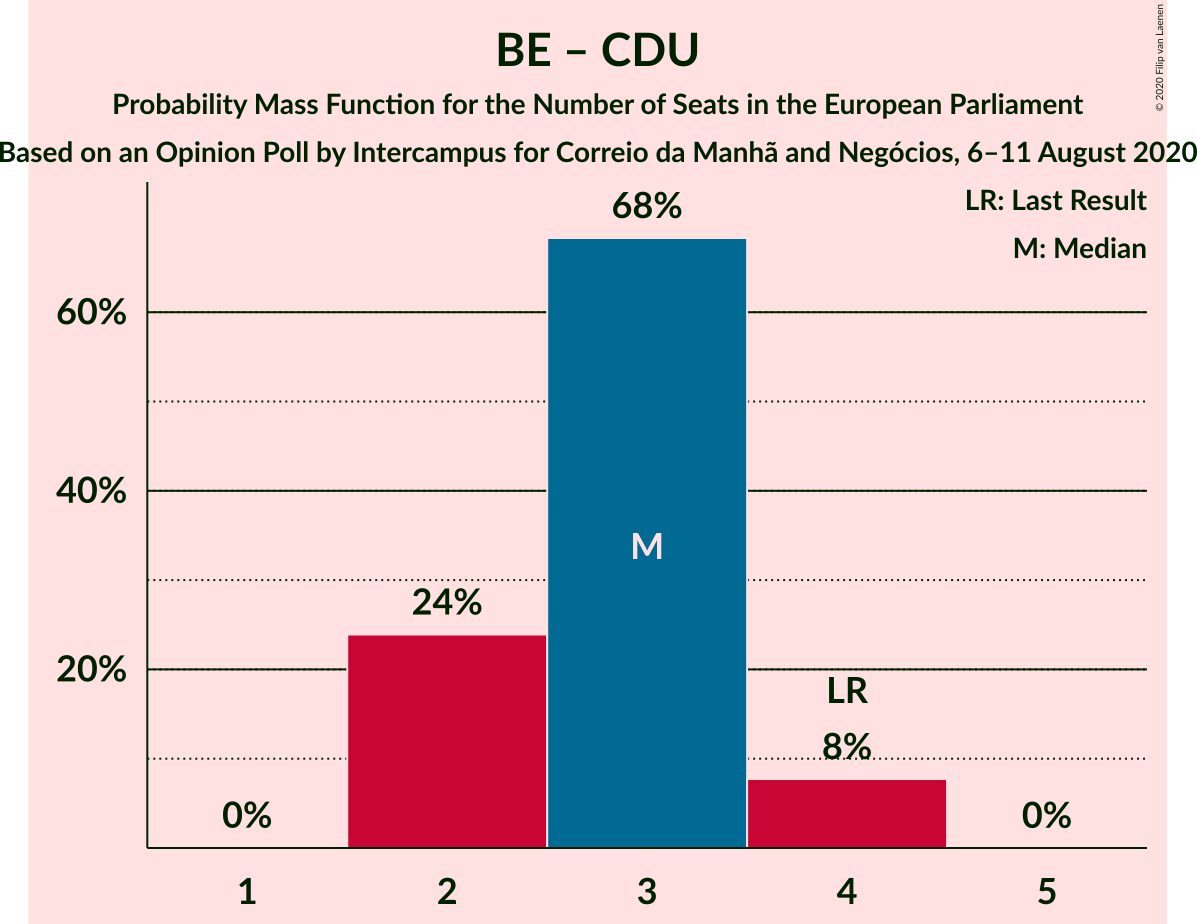 BE – CDU
Probability Mass Function for the Number of Seats in the European Parliament
Based on an Opinion Poll by Intercampus for Correio da Manhã and Negócios, 6–11 August 2020
© 2020 Filip van Laenen
LR: Last Result
M: Median
68%
60%
40%
M
24%
20%
LR
8%
0%
0%
1
2
3
4
5